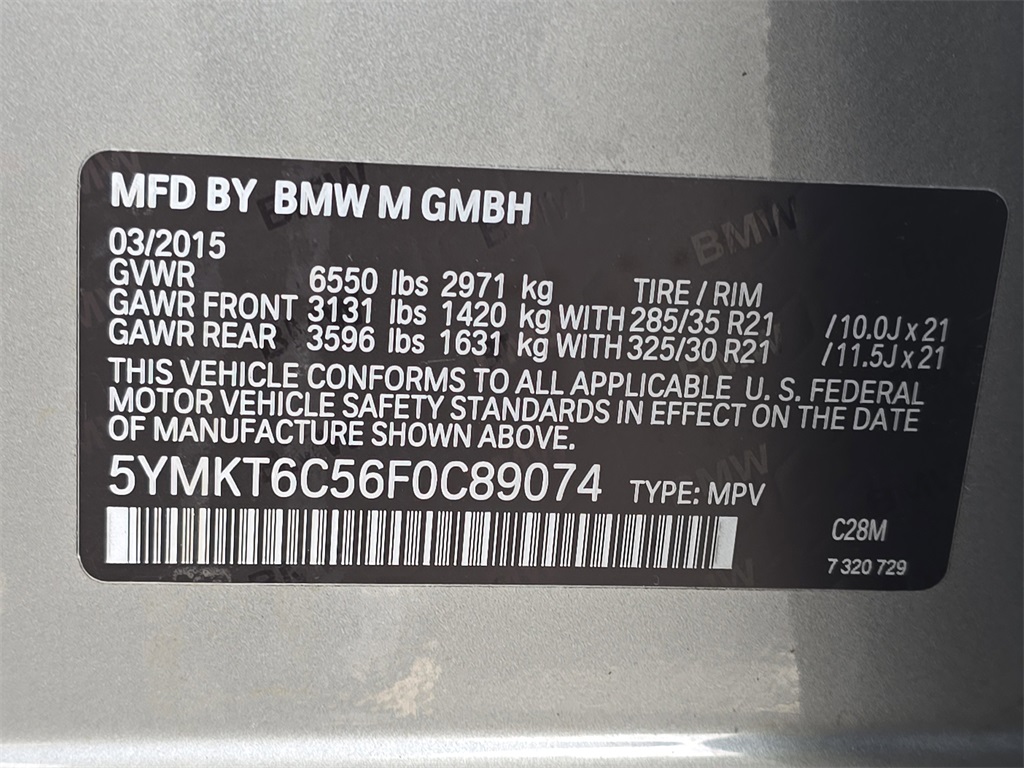 MFD BY BMW M GMBH
03/2015
GVWR 6550 lbs 2971 kg TIRE / RIM
GAWR FRONT 3131 lbs 1420 kg WITH 285/35 R21 /10.0J x 21
GAWR REAR 3596 lbs 1631 kg WITH 325/30 R21 /11.5J x 21
THIS VEHICLE CONFORMS TO ALL APPLICABLE U. S. FEDERAL
MOTOR VEHICLE SAFETY STANDARDS IN EFFECT ON THE DATE
OF MANUFACTURE SHOWN ABOVE.
5YMKT6C56F0C89074 TYPE: MPV
C28M
7 320 729